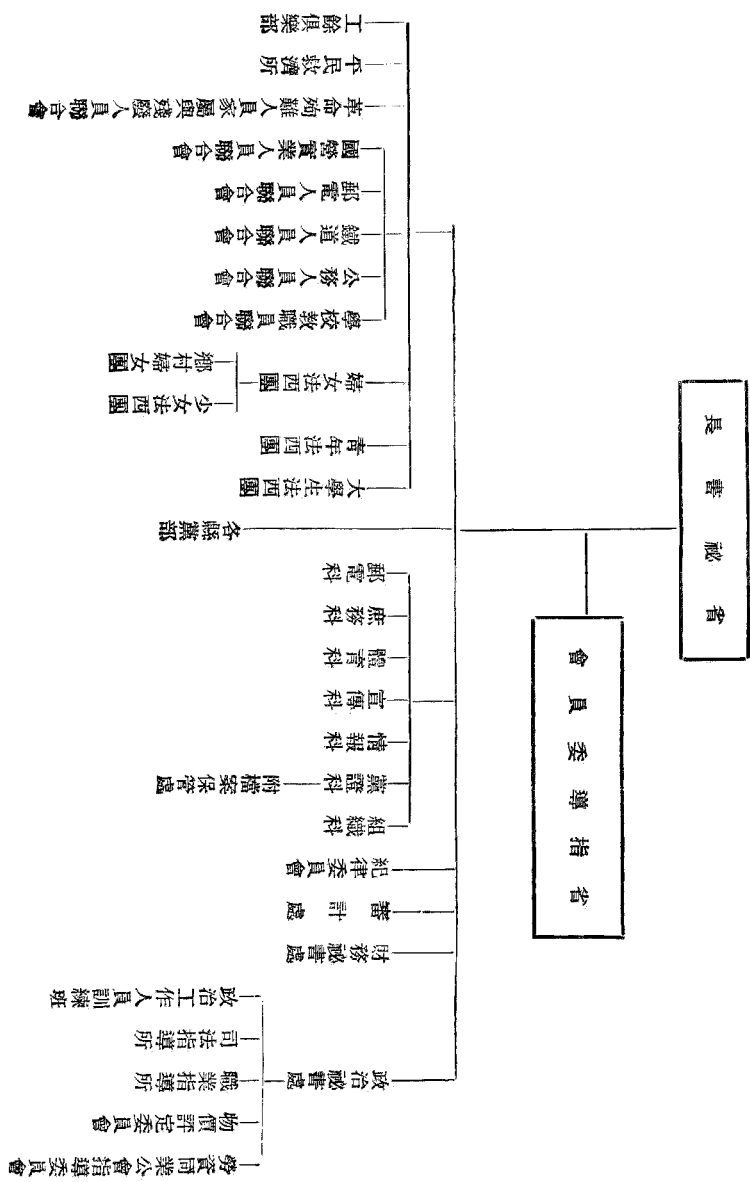 省祕書長
省指導委員會
政治祕書處
勞資同業公會指導委員會
物價評定委員會
職業指導所
司法指導所
政治工作人員訓練班
財務祕書處
審計處
紀律委員會
組織科
黨證科
附檔案保管處
情報科
宣傳科
體育科
庶務科
郵電科
各縣黨部
大學生法西團
青年法西團
婦女法西團
少女法西團
鄉村婦女團
學校教職員聯合會
公務人員聯合會
鐵道人員聯合會
郵電人員聯合會
國營實業人員聯合會
革命殉難人員家屬與殘廢人員聯合會
平民救濟所
工餘俱樂部